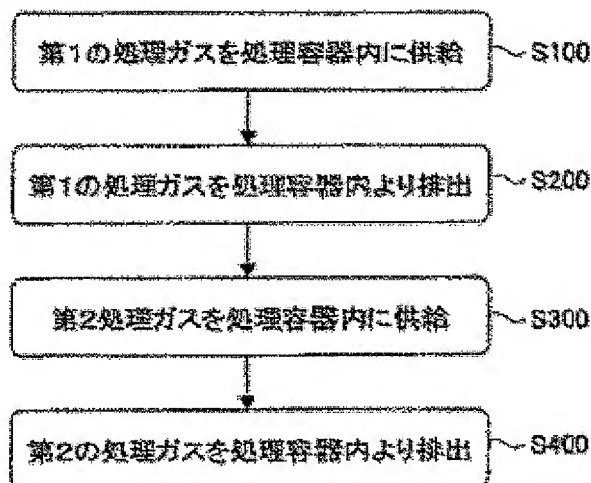 第1の処理ガスを処理容器内に供給 S100
第1の処理ガスを処理容器内より排出 S200
第2処理ガスを処理容器内に供給 S300
第2の処理ガスを処理容器内より排出 S400